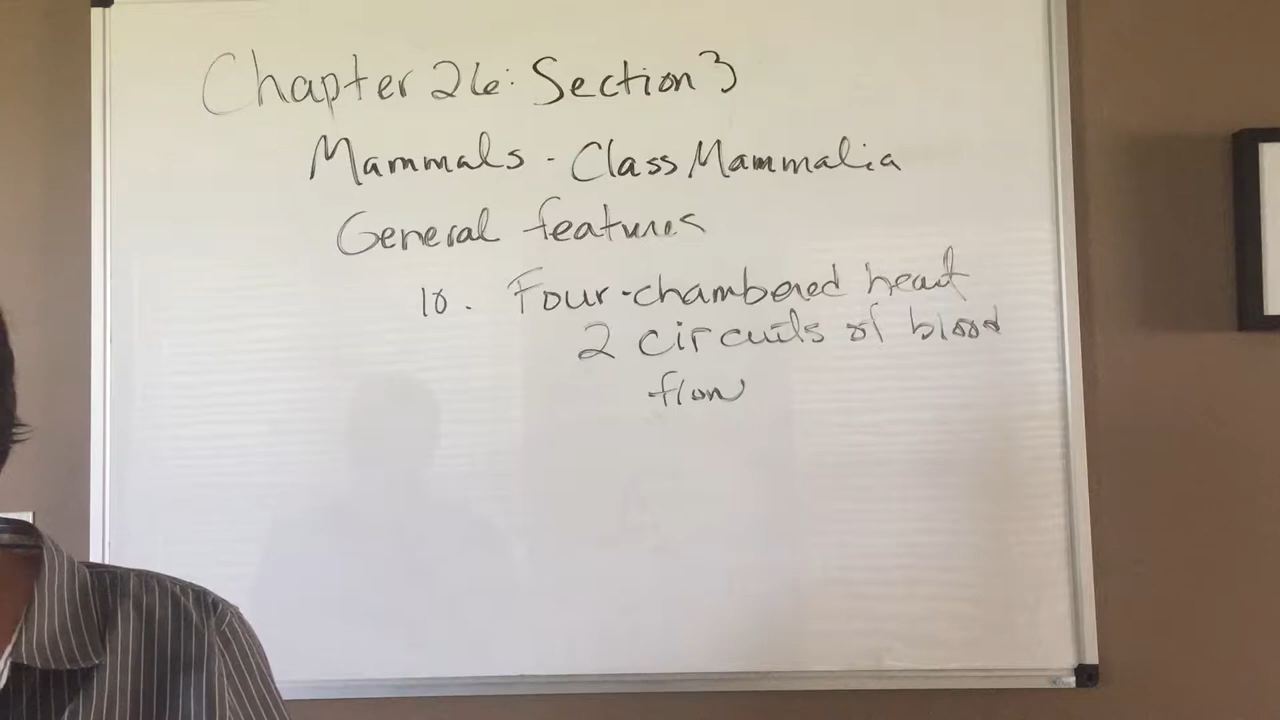 Chapter 26: Section 3
Mammals - Class Mammalia
General features
10. Four-chambered heart
2 circuits of blood
flow